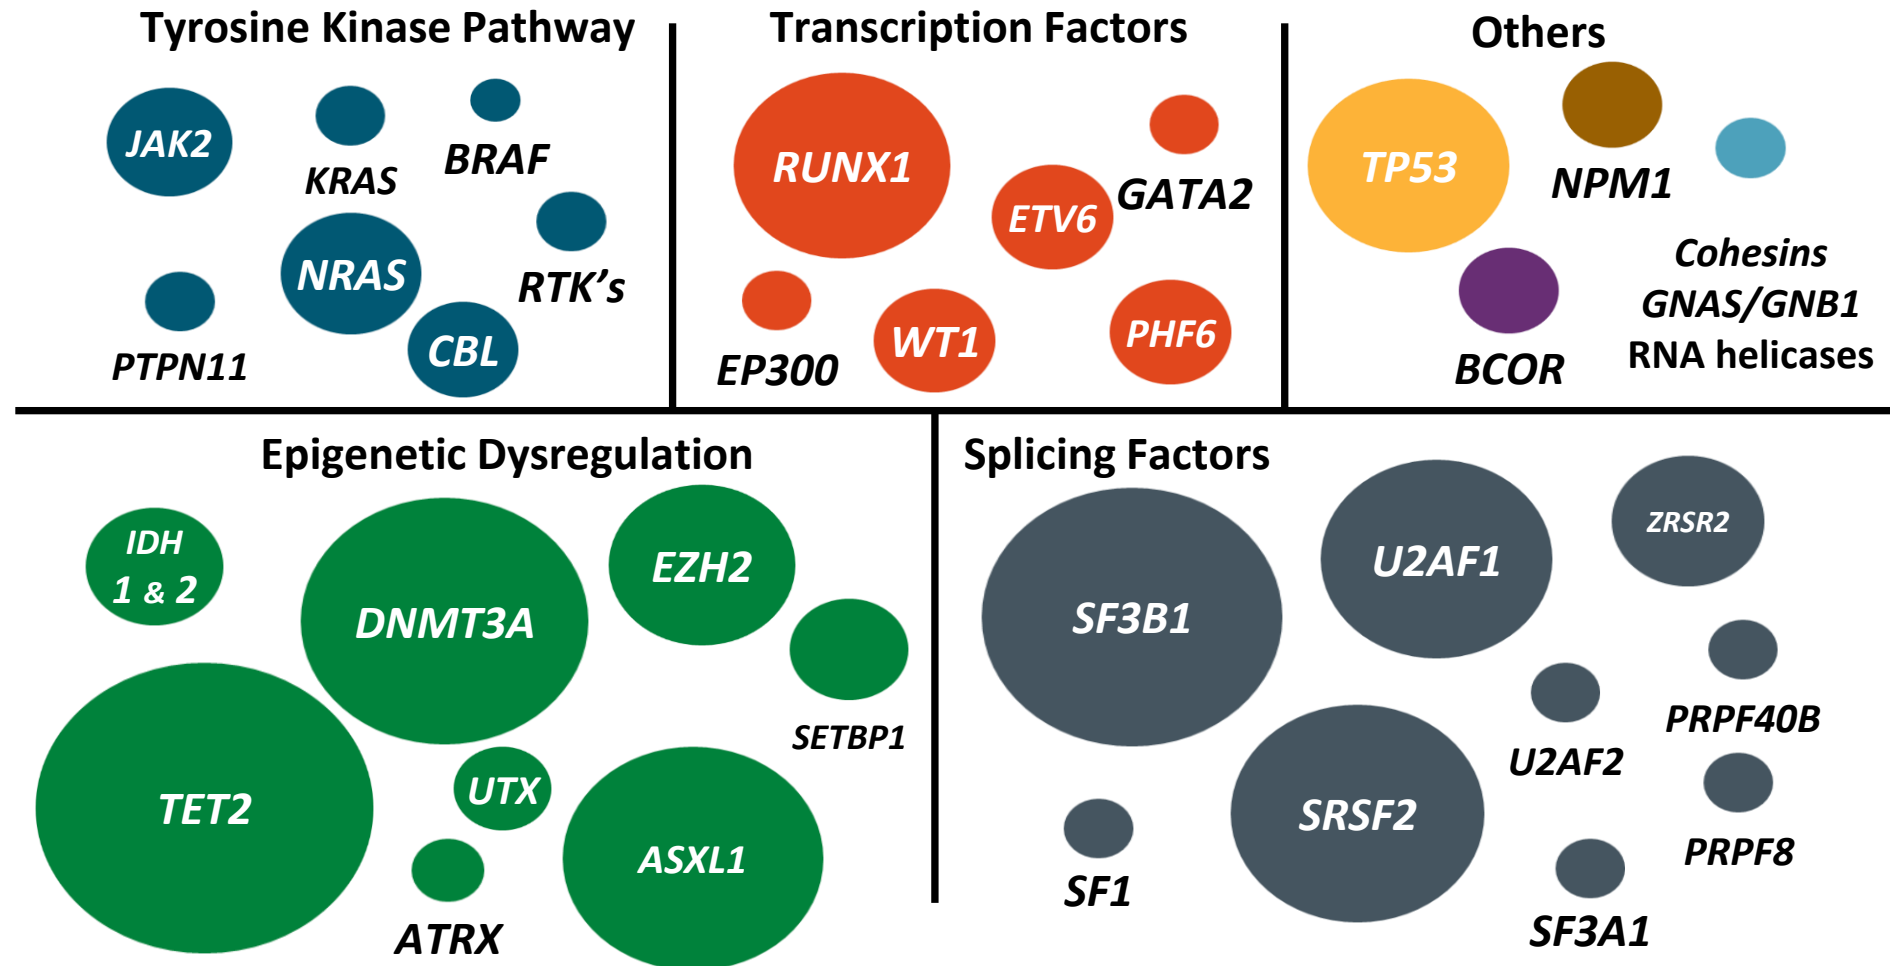 Tyrosine Kinase Pathway
JAK2
KRAS
BRAF
NRAS
RTK's
PTPN11
CBL
Transcription Factors
RUNX1
ETV6
GATA2
EP300
WT1
PHF6
Others
TP53
NPM1
BCOR
Cohesins
GNAS/GNB1
RNA helicases
Epigenetic Dysregulation
IDH
1 & 2
DNMT3A
EZH2
SETBP1
TET2
UTX
ASXL1
ATRX
Splicing Factors
SF3B1
U2AF1
ZRSR2
U2AF2
PRPF40B
SRSF2
PRPF8
SF1
SF3A1